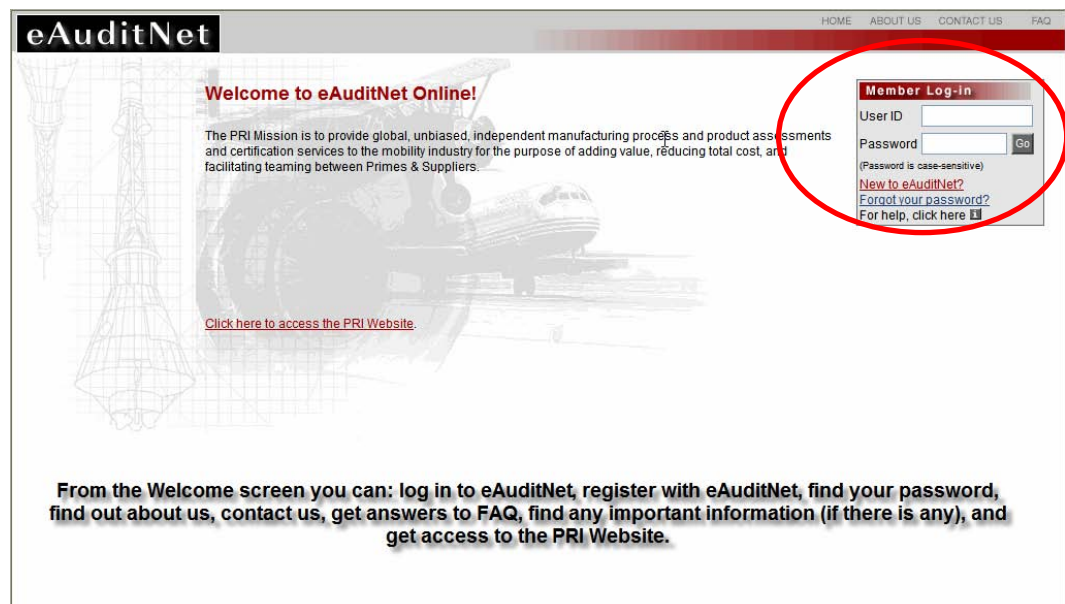 eAuditNet
HOME ABOUT US CONTACT US FAQ
Welcome to eAuditNet Online!
The PRI Mission is to provide global, unbiased, independent manufacturing process and product assessments
and certification services to the mobility industry for the purpose of adding value, reducing total cost, and
facilitating teaming between Primes & Suppliers.
Click here to access the PRI Website.
Member Log-in
User ID
Password Go
(Password is case-sensitive)
New to eAuditNet?
Forgot your password?
For help, click here
From the Welcome screen you can: log in to eAuditNet, register with eAuditNet, find your password,
find out about us, contact us, get answers to FAQ, find any important information (if there is any), and
get access to the PRI Website.